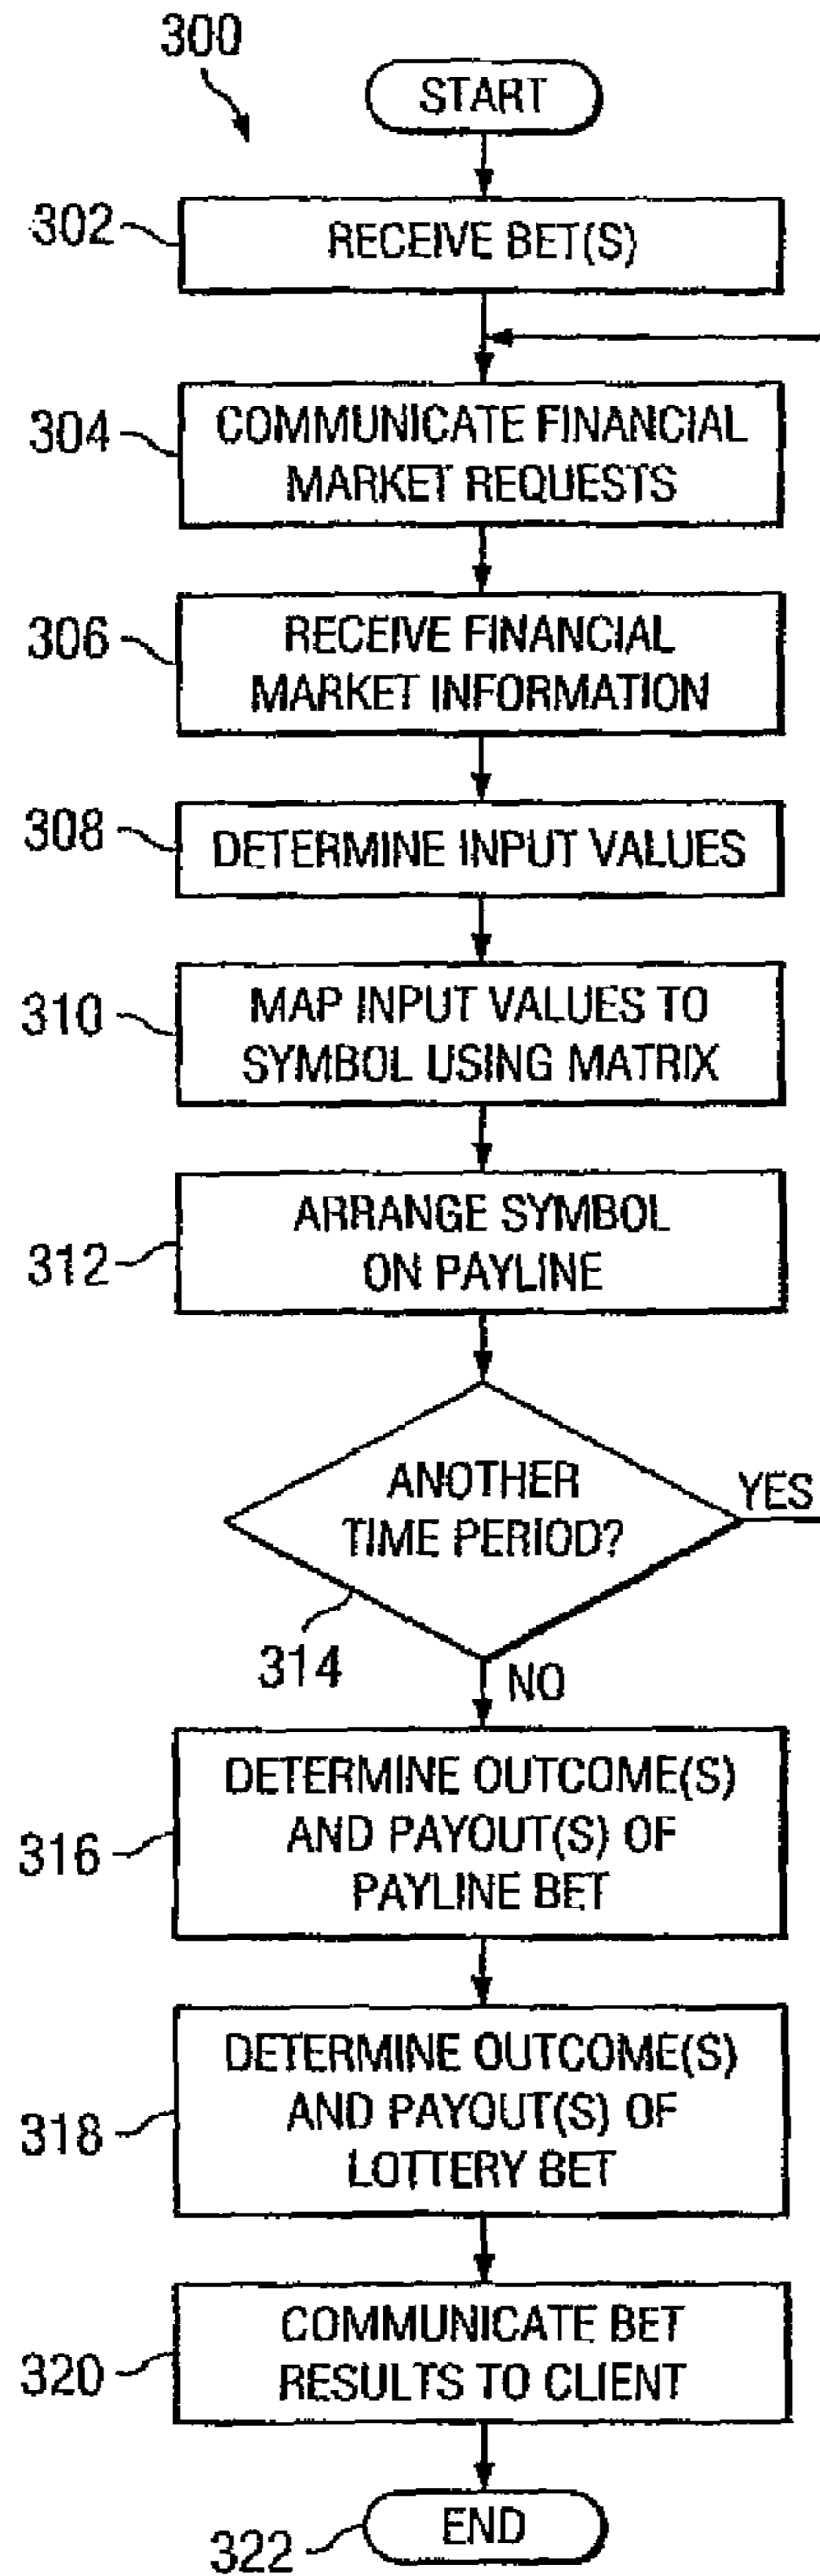 300
START
302
RECEIVE BET(S)
304
COMMUNICATE FINANCIAL
MARKET REQUESTS
306
RECEIVE FINANCIAL
MARKET INFORMATION
308
DETERMINE INPUT VALUES
310
MAP INPUT VALUES TO
SYMBOL USING MATRIX
312
ARRANGE SYMBOL
ON PAYLINE
ANOTHER
TIME PERIOD?
YES
314
NO
316
DETERMINE OUTCOME(S)
AND PAYOUT(S) OF
PAYLINE BET
318
DETERMINE OUTCOME(S)
AND PAYOUT(S) OF
LOTTERY BET
320
COMMUNICATE BET
RESULTS TO CLIENT
322
END